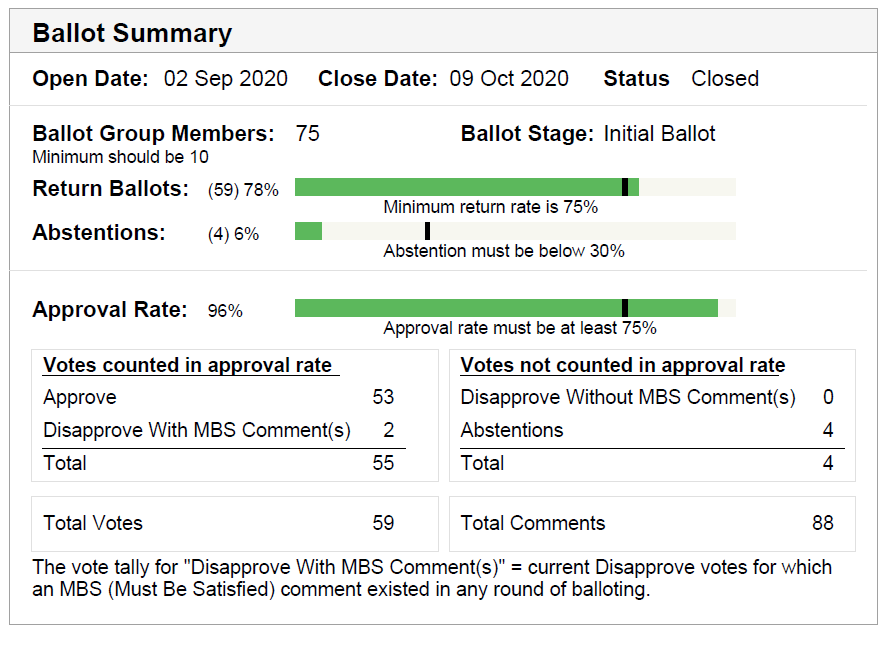 Ballot Summary
Open Date: 02 Sep 2020 Close Date: 09 Oct 2020 Status Closed
Ballot Group Members: 75 Ballot Stage: Initial Ballot
Minimum should be 10
Return Ballots: (59) 78%
Minimum return rate is 75%
Abstentions: (4) 6%
Abstention must be below 30%
Approval Rate: 96%
Approval rate must be at least 75%
Votes counted in approval rate
Approve 53
Disapprove With MBS Comment(s) 2
Total 55
Votes not counted in approval rate
Disapprove Without MBS Comment(s) 0
Abstentions 4
Total 4
Total Votes 59
Total Comments 88
The vote tally for "Disapprove With MBS Comment(s)" = current Disapprove votes for which
an MBS (Must Be Satisfied) comment existed in any round of balloting.